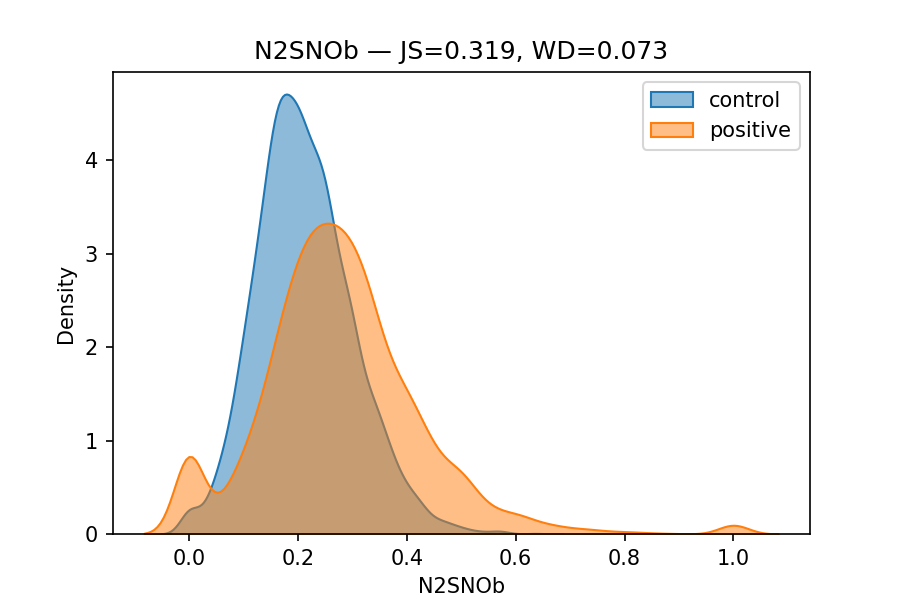 N2SNOb — JS=0.319, WD=0.073
control
positive
Density
4
3
2
1
0
0.0 0.2 0.4 0.6 0.8 1.0
N2SNOb